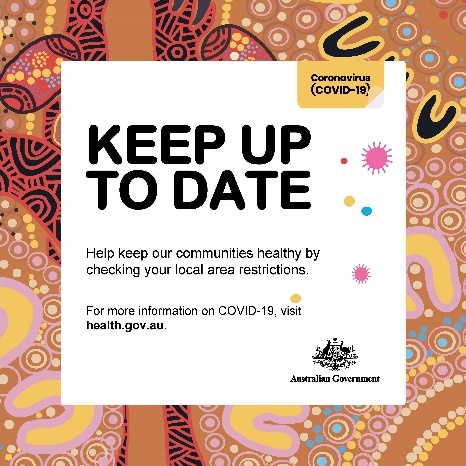 Coronavirus
(COVID-19)
KEEP UP
TO DATE
Help keep our communities healthy by
checking your local area restrictions.
For more information on COVID-19, visit
health.gov.au.
Australian Government